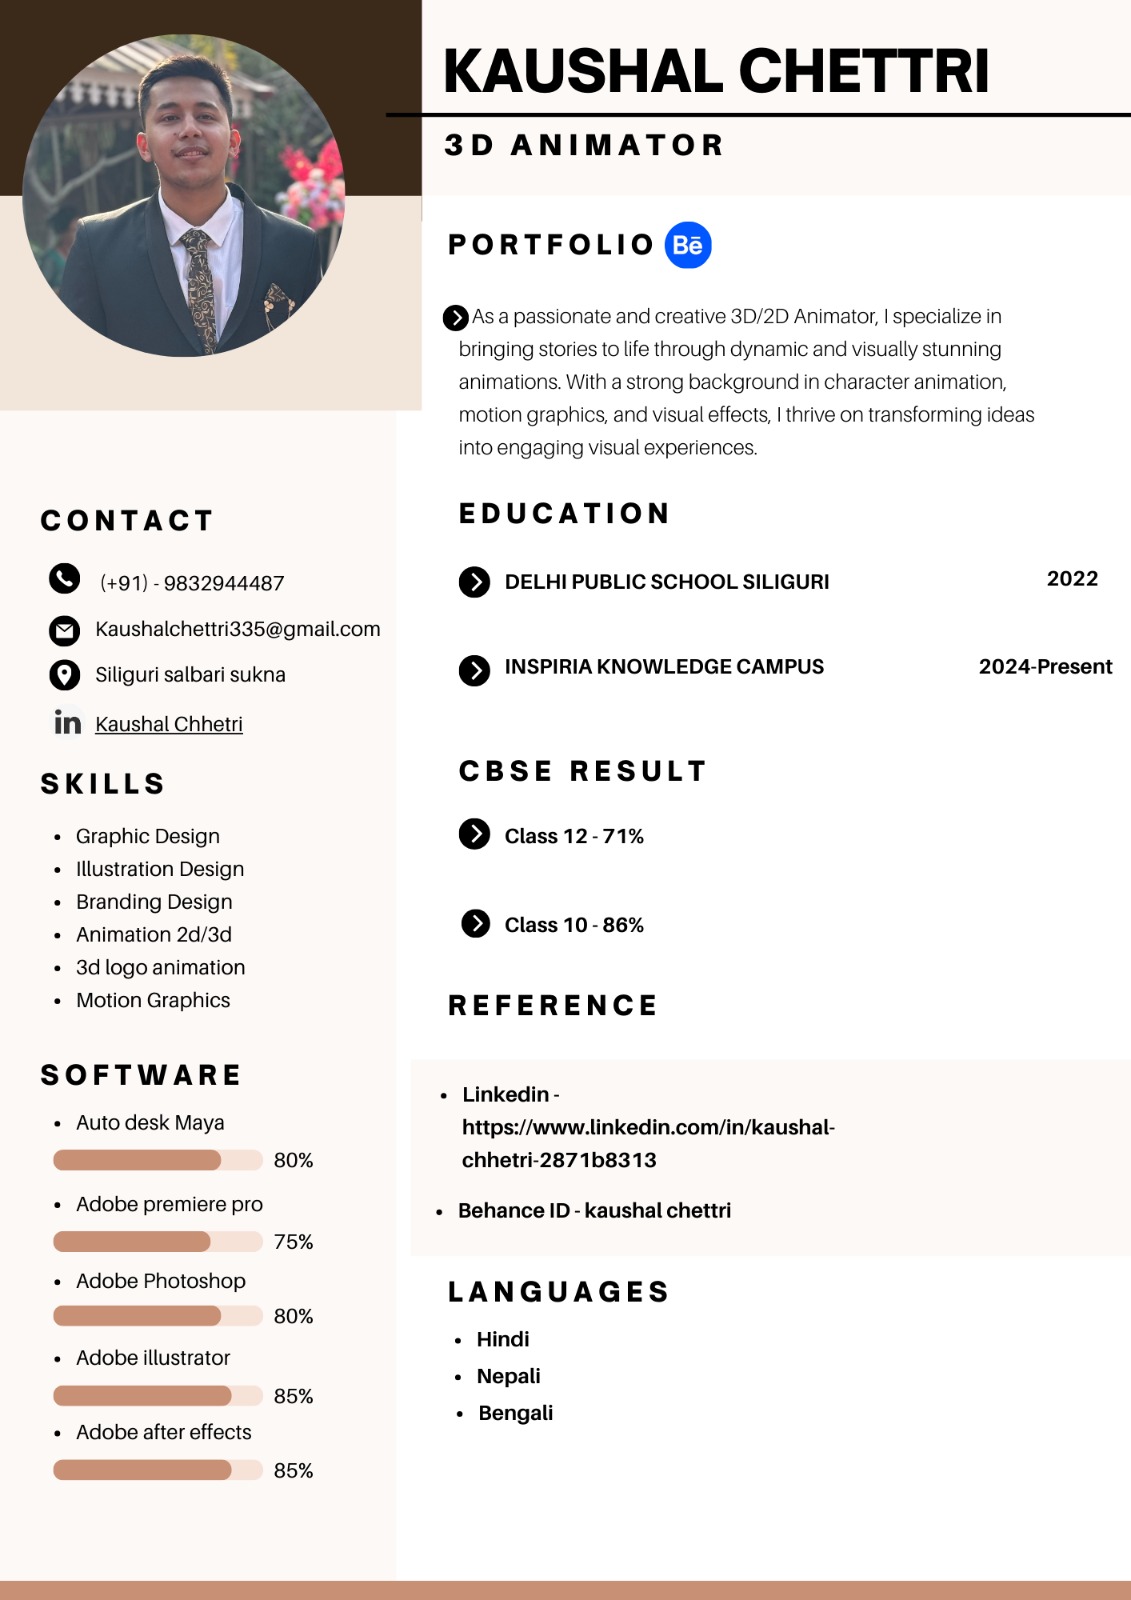 KAUSHAL CHETTRI
3D ANIMATOR
PORTFOLIO Bē
As a passionate and creative 3D/2D Animator, I specialize in
bringing stories to life through dynamic and visually stunning
animations. With a strong background in character animation,
motion graphics, and visual effects, I thrive on transforming ideas
into engaging visual experiences.
CONTACT
(+91) - 9832944487
Kaushalchettri335@gmail.com
Siliguri salbari sukna
in Kaushal Chhetri
SKILLS
• Graphic Design
• Illustration Design
• Branding Design
• Animation 2d/3d
• 3d logo animation
• Motion Graphics
SOFTWARE
• Auto desk Maya
80%
• Adobe premiere pro
75%
• Adobe Photoshop
80%
• Adobe illustrator
85%
• Adobe after effects
85%
EDUCATION
DELHI PUBLIC SCHOOL SILIGURI 2022
INSPIRIA KNOWLEDGE CAMPUS 2024-Present
CBSE RESULT
Class 12 - 71%
Class 10 - 86%
REFERENCE
• Linkedin -
https://www.linkedin.com/in/kaushal-
chhetri-2871b8313
• Behance ID - kaushal chettri
LANGUAGES
• Hindi
• Nepali
• Bengali